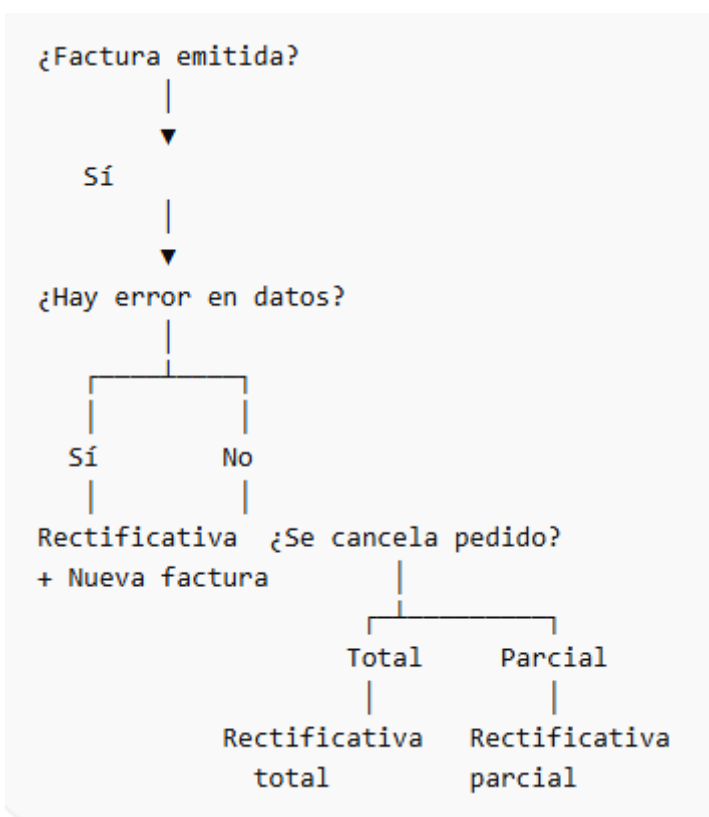 ¿Factura emitida?
Sí
¿Hay error en datos?
Sí No
Rectificativa ¿Se cancela pedido?
+ Nueva factura
Total Parcial
Rectificativa Rectificativa
total parcial